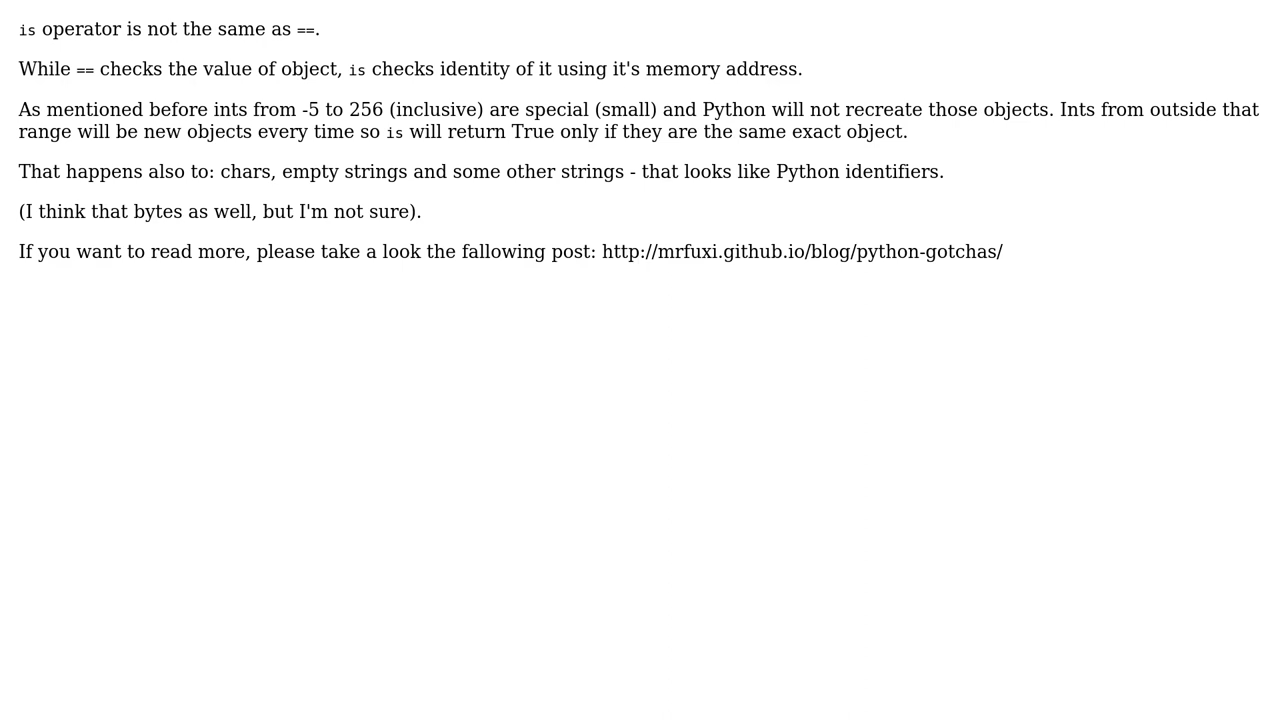 is operator is not the same as ==.
While == checks the value of object, is checks identity of it using it's memory address.
As mentioned before ints from -5 to 256 (inclusive) are special (small) and Python will not recreate those objects. Ints from outside that
range will be new objects every time so is will return True only if they are the same exact object.
That happens also to: chars, empty strings and some other strings - that looks like Python identifiers.
(I think that bytes as well, but I'm not sure).
If you want to read more, please take a look the fallowing post: http://mrfuxi.github.io/blog/python-gotchas/